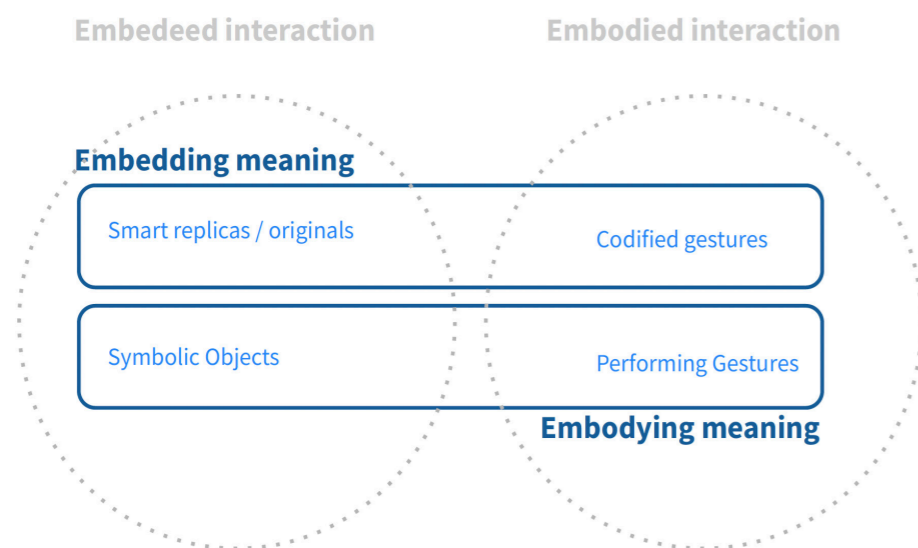 Embedeed interaction
Embodied interaction
Embedding meaning
Smart replicas / originals
Codified gestures
Symbolic Objects
Performing Gestures
Embodying meaning